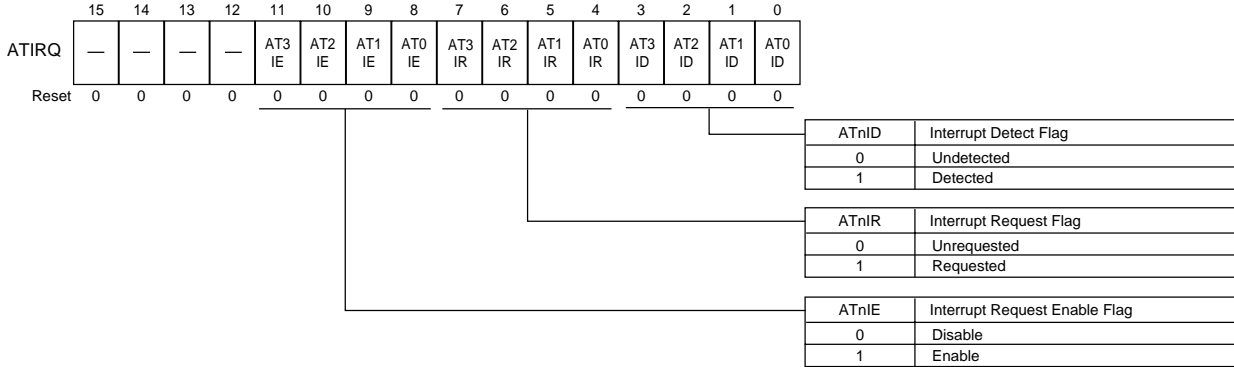 15 14 13 12 11 10 9 8 7 6 5 4 3 2 1 0
ATIRQ — — — — AT3 IE AT2 IE AT1 IE AT0 IE AT3 IR AT2 IR AT1 IR AT0 IR AT3 ID AT2 ID AT1 ID AT0 ID
Reset 0 0 0 0 0 0 0 0 0 0 0 0 0 0 0 0
ATnID Interrupt Detect Flag
0 Undetected
1 Detected
ATnIR Interrupt Request Flag
0 Unrequested
1 Requested
ATnIE Interrupt Request Enable Flag
0 Disable
1 Enable